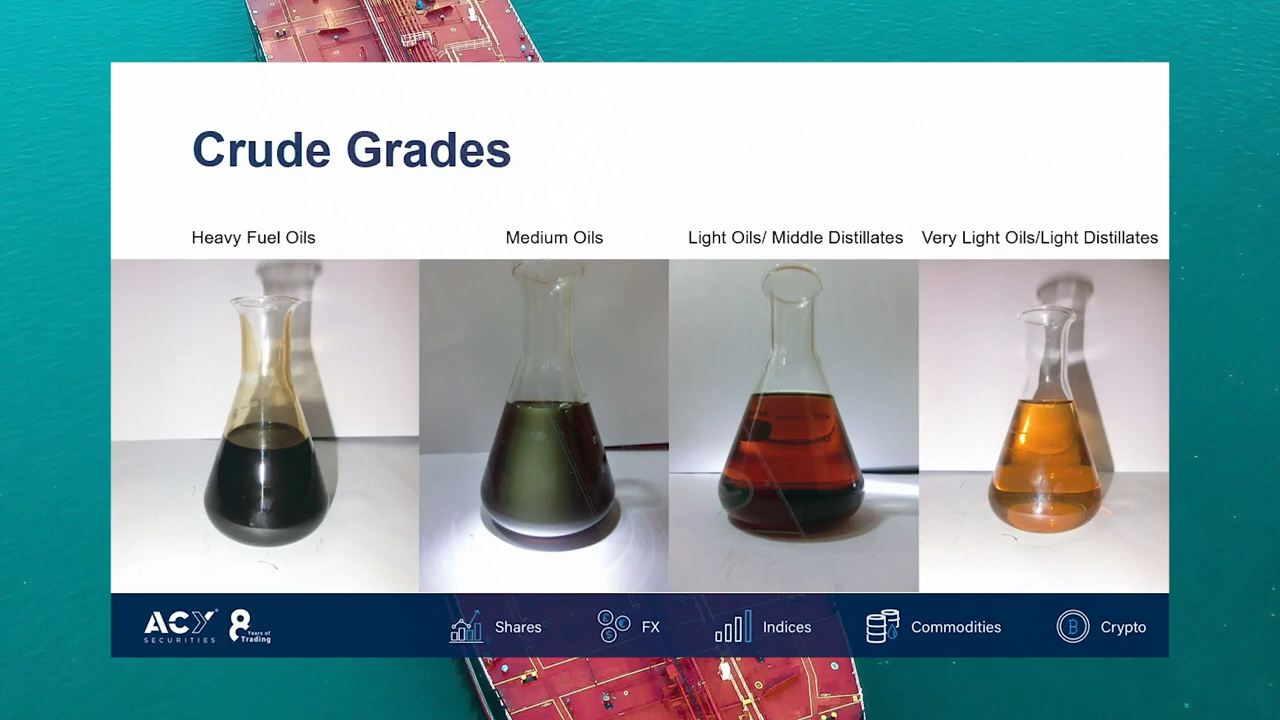 Crude Grades
Heavy Fuel Oils
Medium Oils
Light Oils/ Middle Distillates
Very Light Oils/Light Distillates
ACY
SECURITIES
8
Years of
Trading
Shares
FX
Indices
Commodities
Crypto